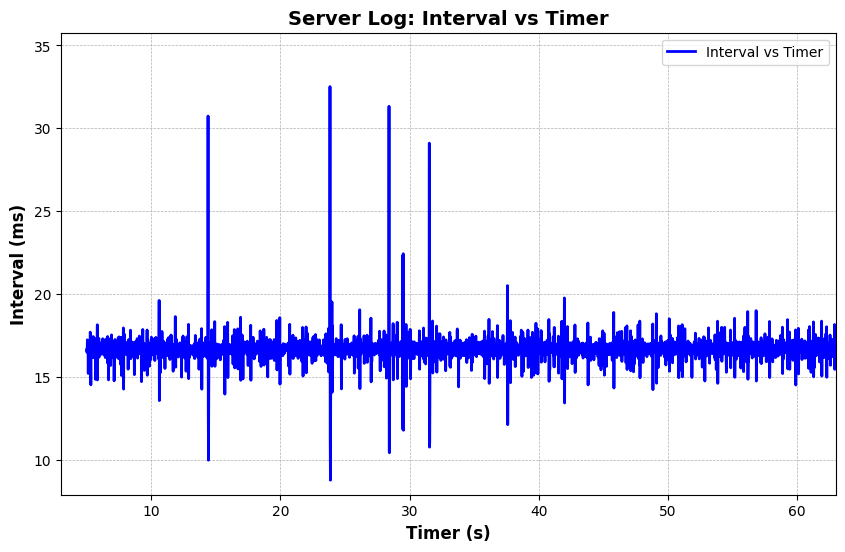 Server Log: Interval vs Timer
Interval vs Timer
35
30
25
20
15
10
Interval (ms)
10 20 30 40 50 60
Timer (s)